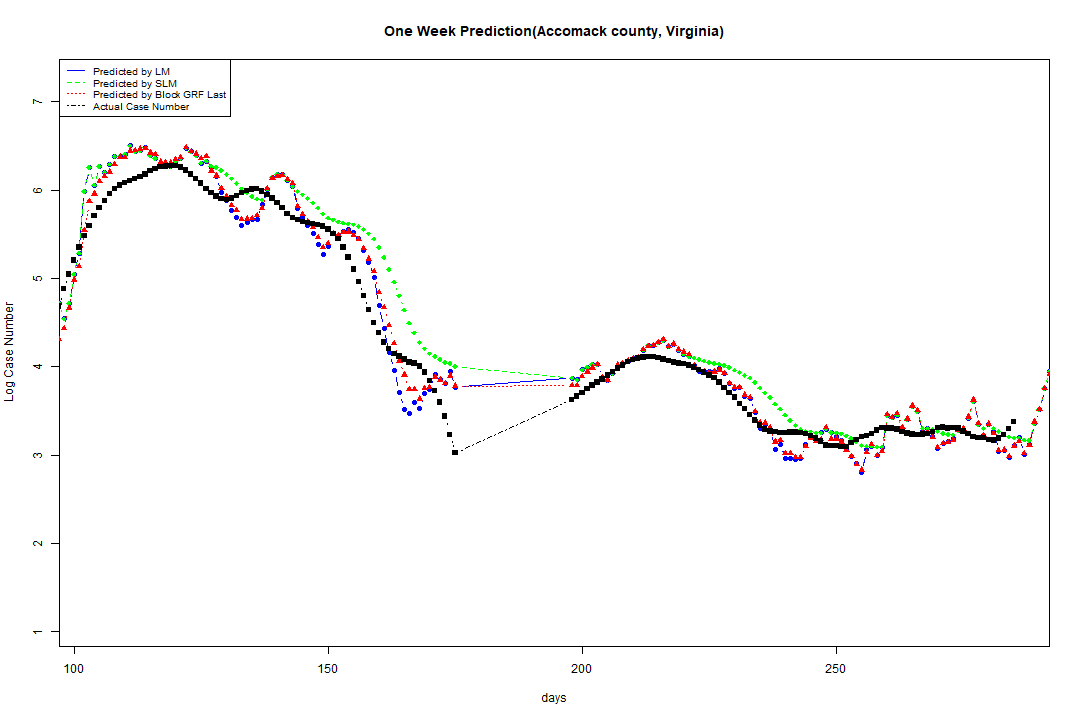 One Week Prediction(Accomack county, Virginia)
Predicted by LM
Predicted by SLM
Predicted by Block GRF Last
Actual Case Number
7
6
5
4
3
2
1
Log Case Number
100
150
200
250
days